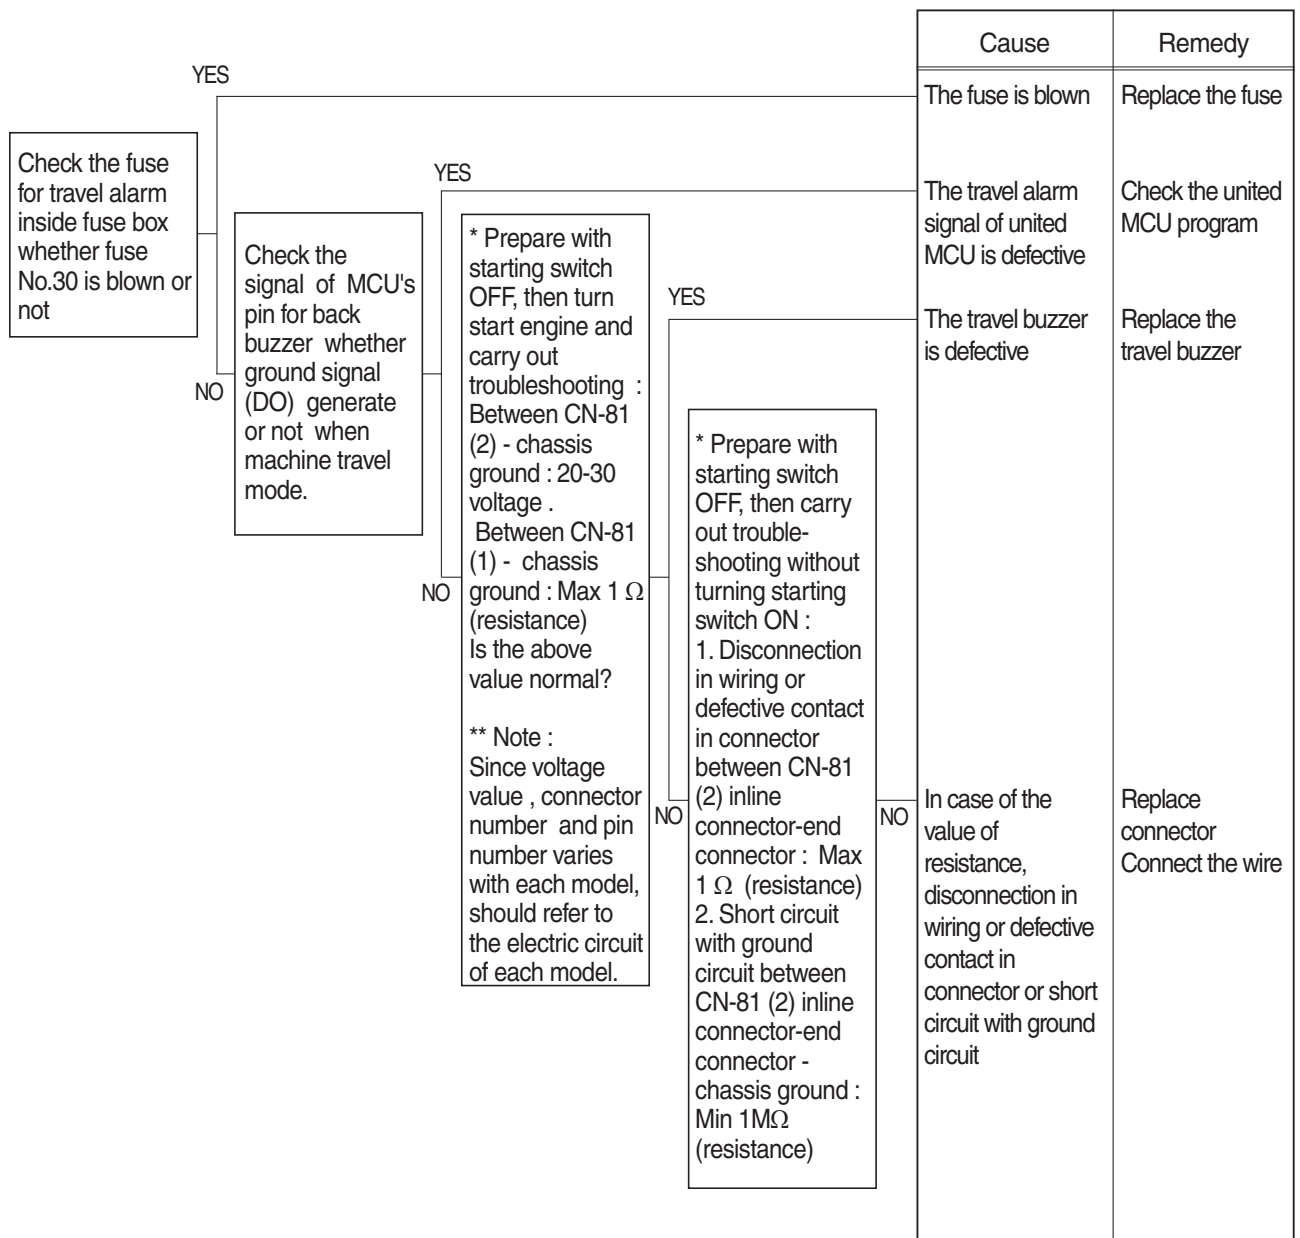 Cause
Remedy
YES
The fuse is blown
Replace the fuse
Check the fuse
for travel alarm
inside fuse box
whether fuse
No.30 is blown or
not
NO
YES
The travel alarm
signal of united
MCU is defective
Check the united
MCU program
Check the
signal of MCU's
pin for back
buzzer whether
ground signal
(DO) generate
or not when
machine travel
mode.
NO
* Prepare with
starting switch
OFF, then turn
start engine and
carry out
troubleshooting :
Between CN-81
(2) - chassis
ground : 20-30
voltage .
Between CN-81
(1) - chassis
ground : Max 1 Ω
(resistance)
Is the above
value normal?
** Note :
Since voltage
value , connector
number and pin
number varies
with each model,
should refer to
the electric circuit
of each model.
YES
The travel buzzer
is defective
Replace the
travel buzzer
NO
* Prepare with
starting switch
OFF, then carry
out trouble-
shooting without
turning starting
switch ON :
1. Disconnection
in wiring or
defective contact
in connector
between CN-81
(2) inline
connector-end
connector : Max
1 Ω (resistance)
2. Short circuit
with ground
circuit between
CN-81 (2) inline
connector-end
connector -
chassis ground :
Min 1MΩ
(resistance)
NO
In case of the
value of
resistance,
disconnection in
wiring or defective
contact in
connector or short
circuit with ground
circuit
Replace
connector
Connect the wire